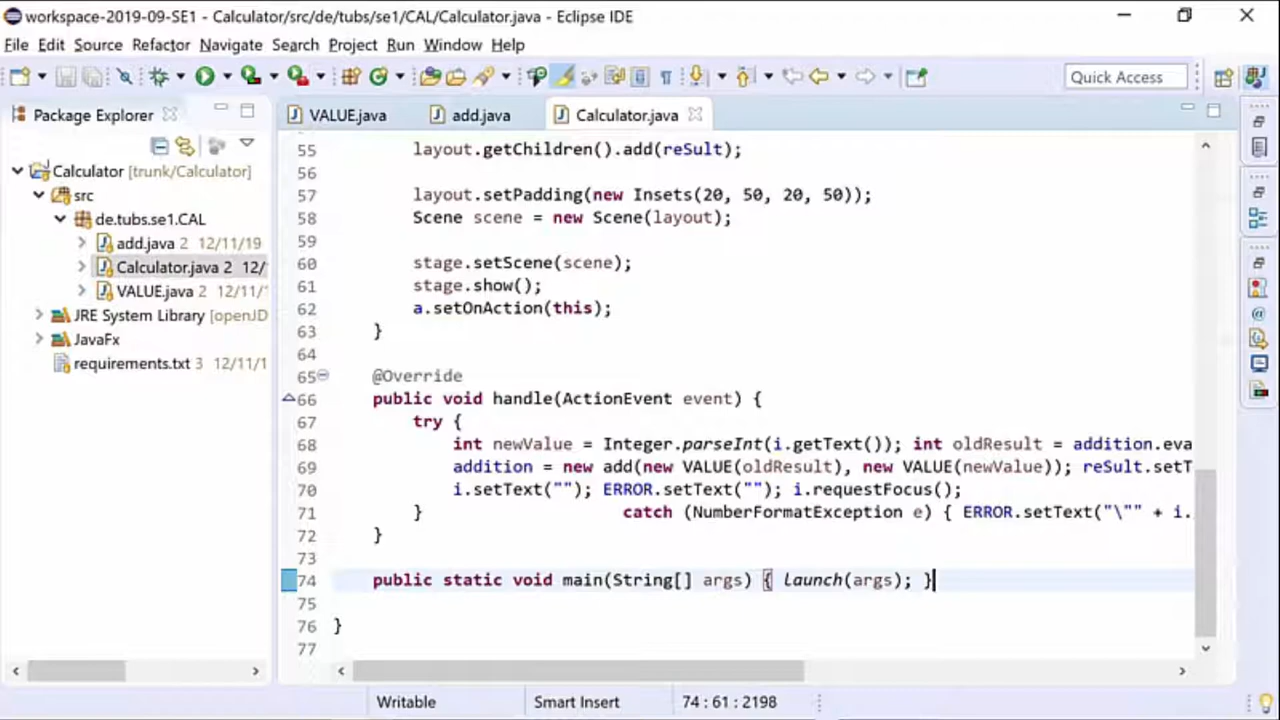 workspace-2019-09-SE1 - Calculator/src/de/tubs/se1/CAL/Calculator.java - Eclipse IDE
File Edit Source Refactor Navigate Search Project Run Window Help
Quick Access
Package Explorer
VALUE.java
add.java
Calculator.java
Calculator [trunk/Calculator]
src
de.tubs.se1.CAL
add.java 2 12/11/19
Calculator.java 2 12/
VALUE.java 2 12/11/
JRE System Library [openJD
JavaFx
requirements.txt 3 12/11/1
55 layout.getChildren().add(reSult);
56
57 layout.setPadding(new Insets(20, 50, 20, 50));
58 Scene scene = new Scene(layout);
59
60 stage.setScene(scene);
61 stage.show();
62 a.setOnAction(this);
63 }
64
65 @Override
66 public void handle(ActionEvent event) {
67 try {
68 int newValue = Integer.parseInt(i.getText()); int oldResult = addition.eva
69 addition = new add(new VALUE(oldResult), new VALUE(newValue)); reSult.setT
70 i.setText(""); ERROR.setText(""); i.requestFocus();
71 } catch (NumberFormatException e) { ERROR.setText("\"" + i.
72 }
73
74 public static void main(String[] args) { launch(args); }
75
76 }
77
Writable
Smart Insert
74 : 61 : 2198